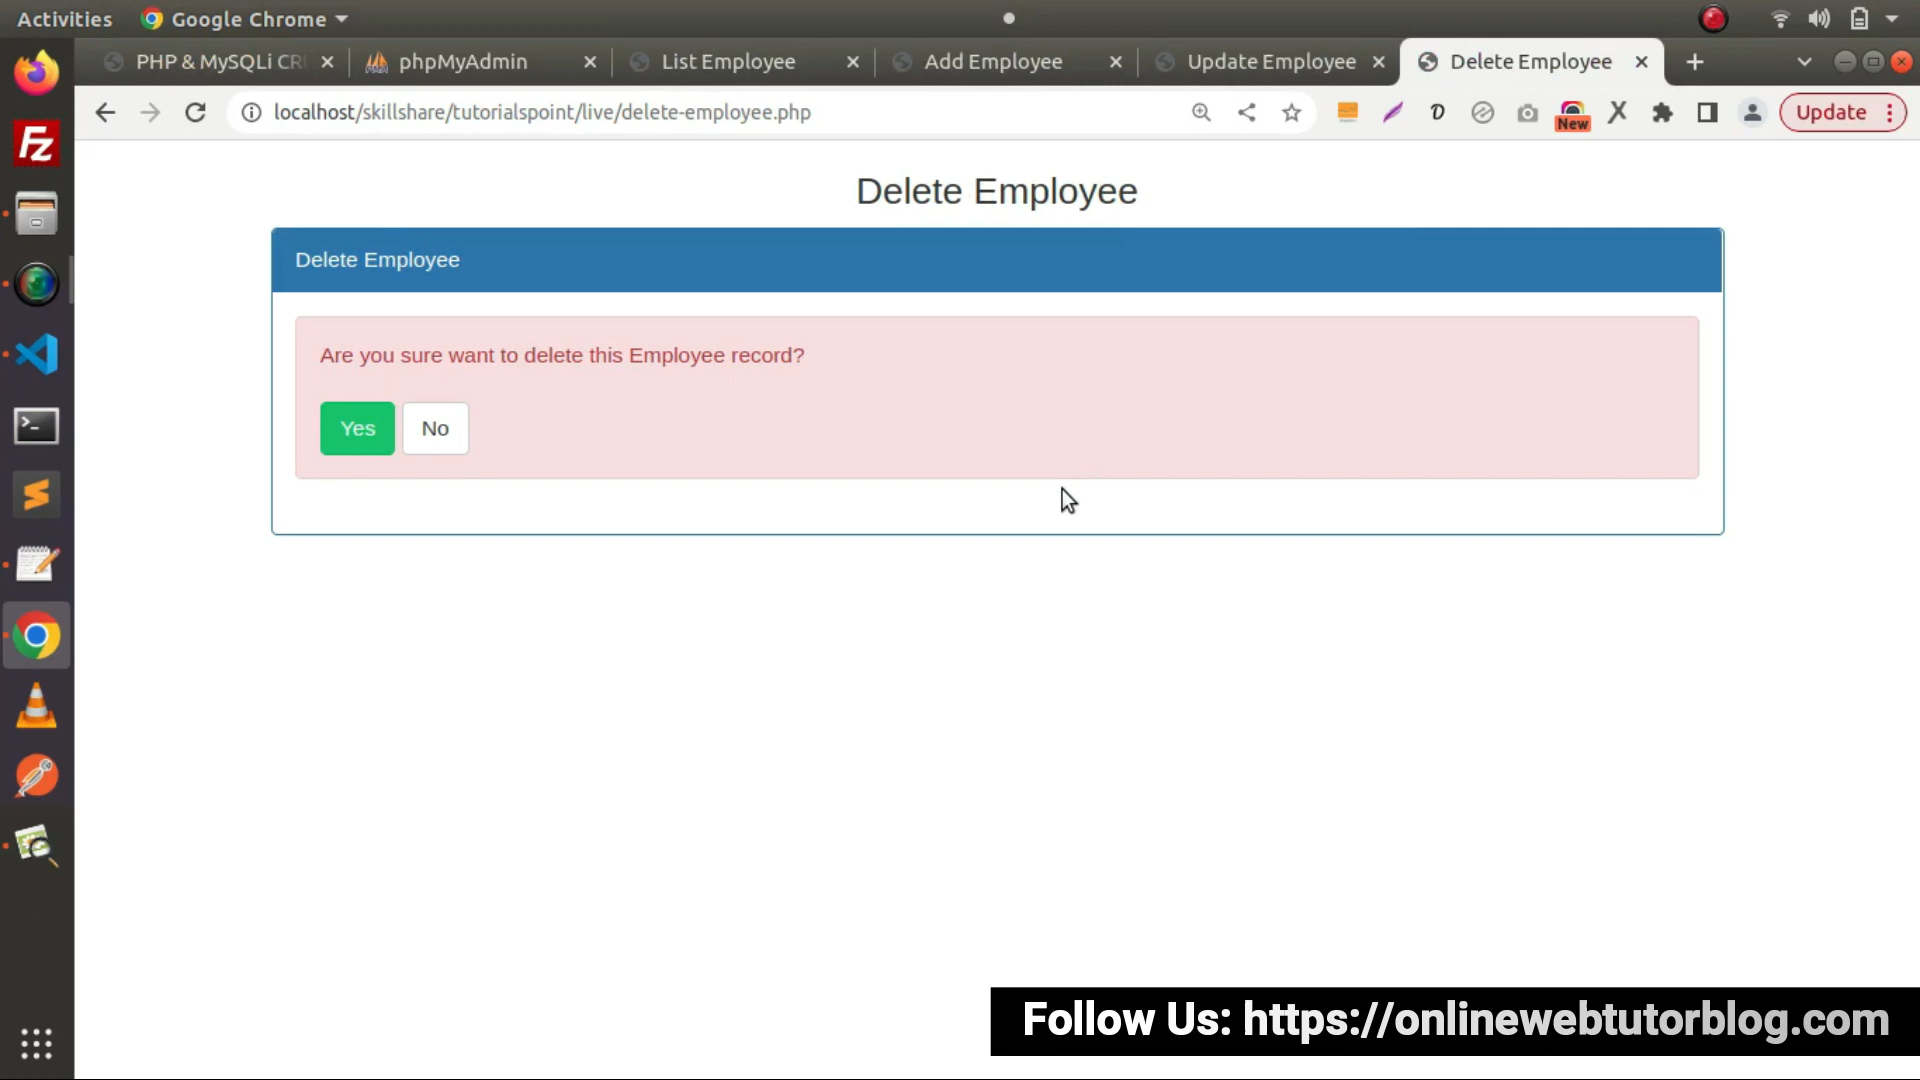 Activities
Google Chrome
PHP & MySQLi CR
phpMyAdmin
List Employee
Add Employee
Update Employee
Delete Employee
localhost/skillshare/tutorialspoint/live/delete-employee.php
New
Update
Delete Employee
Delete Employee
Are you sure want to delete this Employee record?
Yes
No
Follow Us: https://onlinewebtutorblog.com